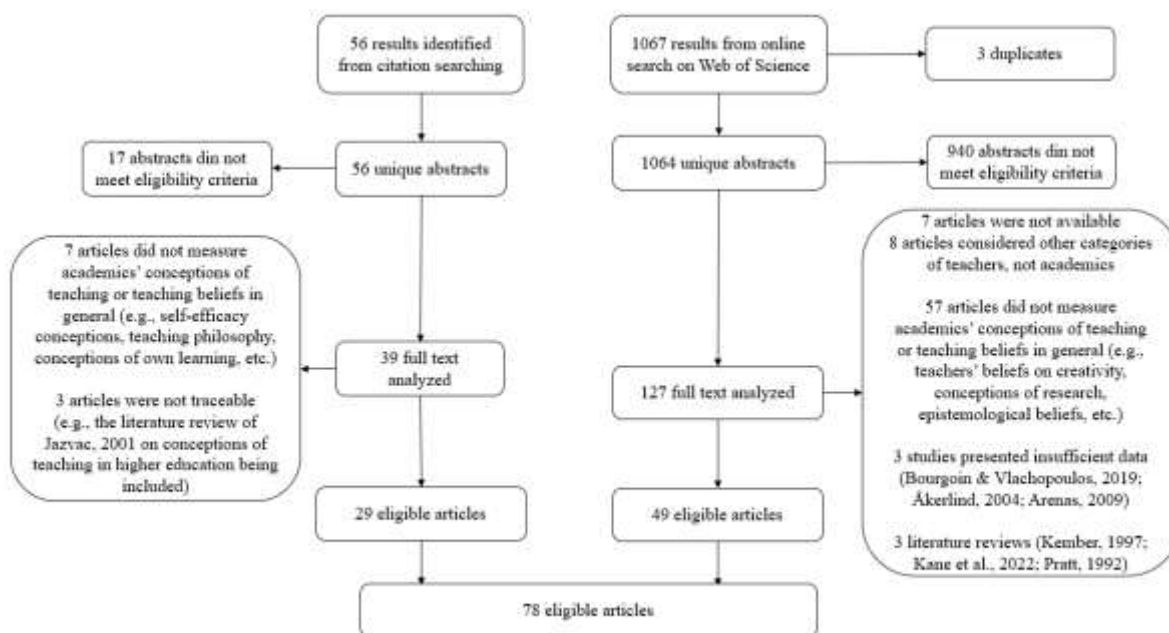 56 results identified
from citation searching
1067 results from online
search on Web of Science
3 duplicates
17 abstracts din not
meet eligibility criteria
56 unique abstracts
1064 unique abstracts
940 abstracts din not
meet eligibility criteria
7 articles did not measure
academics' conceptions of
teaching or teaching beliefs in
general (e.g., self-efficacy
conceptions, teaching philosophy,
conceptions of own learning, etc.)
3 articles were not traceable
(e.g., the literature review of
Jazvac, 2001 on conceptions of
teaching in higher education being
included)
39 full text
analyzed
127 full text analyzed
7 articles were not available
8 articles considered other categories
of teachers, not academics
57 articles did not measure
academics' conceptions of teaching
or teaching beliefs in general (e.g.,
teachers' beliefs on creativity,
conceptions of research,
epistemological beliefs, etc.)
3 studies presented insufficient data
(Bourgoin & Vlachopoulos, 2019;
Åkerlind, 2004; Arenas, 2009)
3 literature reviews (Kember, 1997;
Kane et al., 2022; Pratt, 1992)
29 eligible articles
49 eligible articles
78 eligible articles